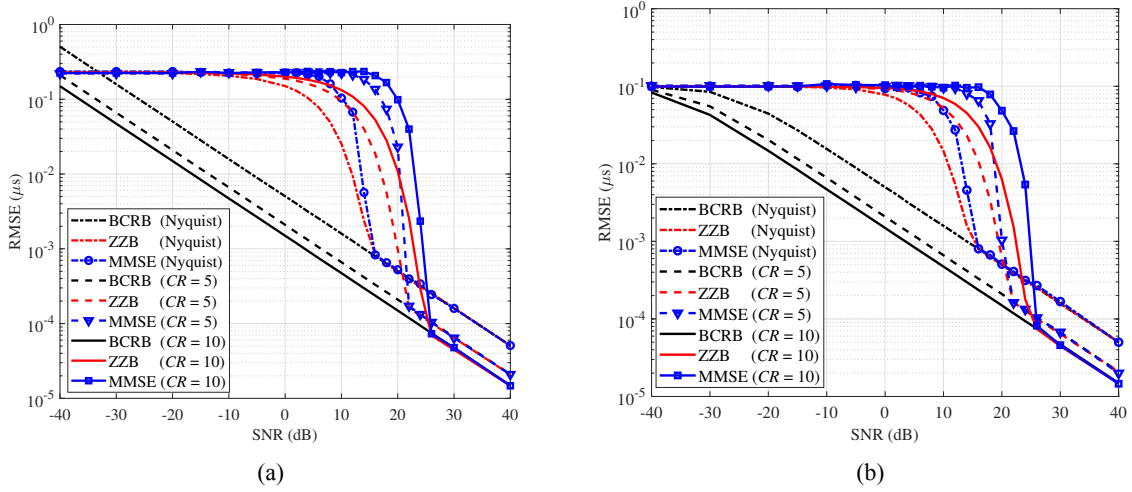 10^0
10^-1
10^-2
10^-3
10^-4
10^-5
RMSE (μs)
BCRB (Nyquist)
ZZB (Nyquist)
MMSE (Nyquist)
BCRB (CR = 5)
ZZB (CR = 5)
MMSE (CR = 5)
BCRB (CR = 10)
ZZB (CR = 10)
MMSE (CR = 10)
-40 -30 -20 -10 0 10 20 30 40
SNR (dB)
(a)
10^0
10^-1
10^-2
10^-3
10^-4
10^-5
RMSE (μs)
BCRB (Nyquist)
ZZB (Nyquist)
MMSE (Nyquist)
BCRB (CR = 5)
ZZB (CR = 5)
MMSE (CR = 5)
BCRB (CR = 10)
ZZB (CR = 10)
MMSE (CR = 10)
-40 -30 -20 -10 0 10 20 30 40
SNR (dB)
(b)